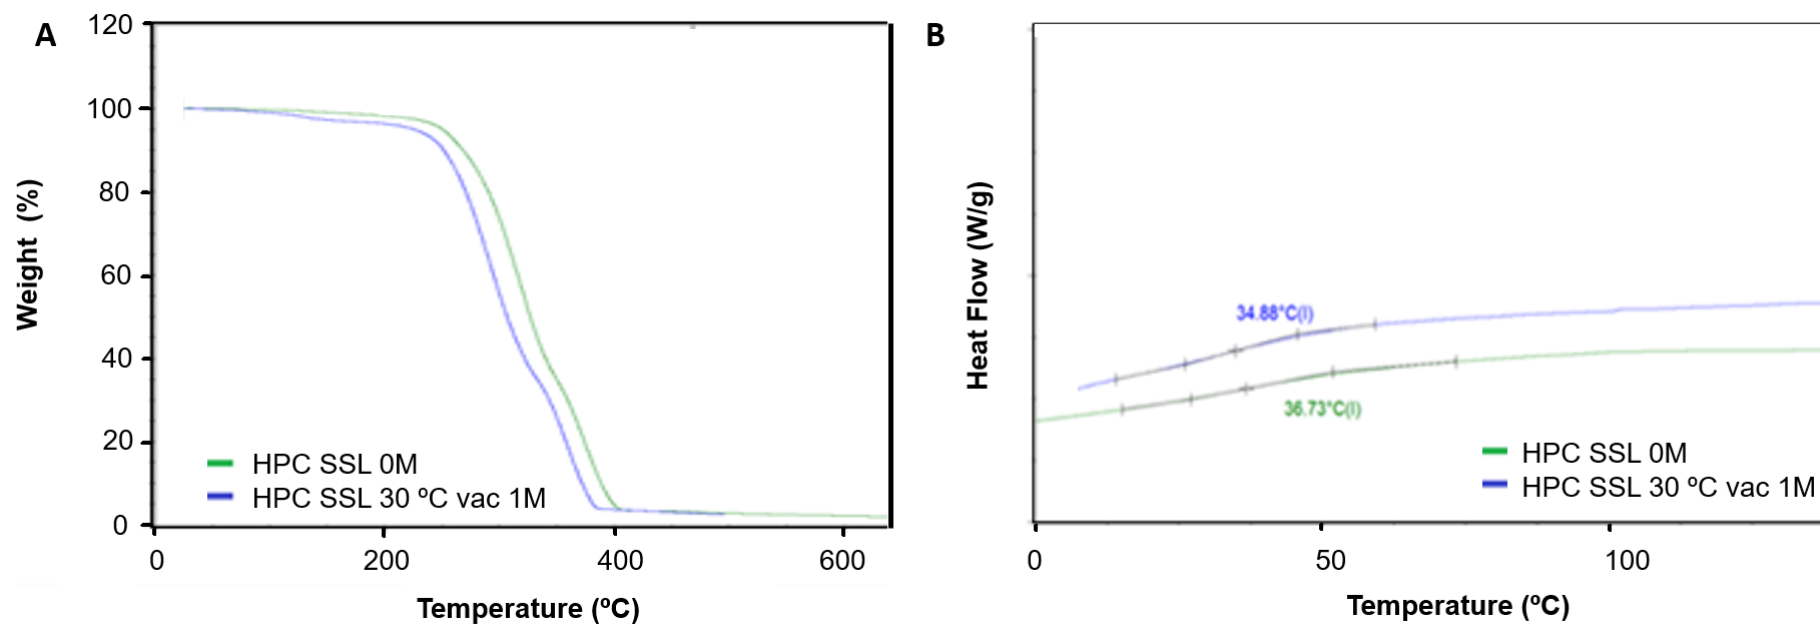 A
120
100
80
60
40
20
0
Weight (%)
HPC SSL 0M
HPC SSL 30 ºC vac 1M
0 200 400 600
Temperature (ºC)
B
Heat Flow (W/g)
34.88°C(I)
36.73°C(I)
HPC SSL 0M
HPC SSL 30 ºC vac 1M
0 50 100
Temperature (ºC)